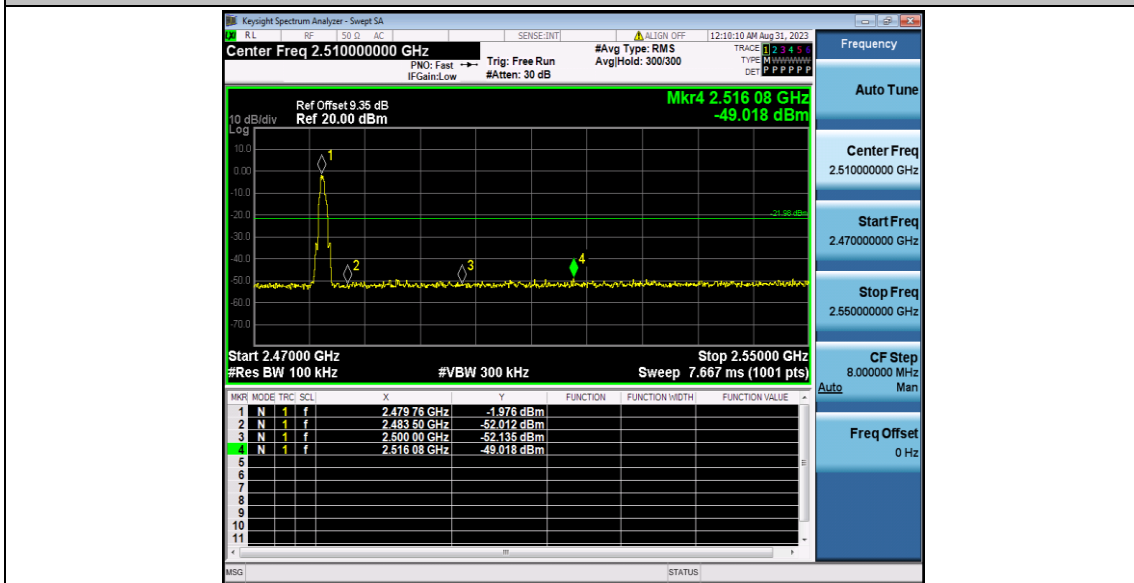 Keysight Spectrum Analyzer - Swept SA
RL RF 50 Ω AC SENSE:INT ALIGN OFF 12:10:10 AM Aug 31, 2023
Center Freq 2.510000000 GHz
PNO: Fast
IFGain:Low
Trig: Free Run
#Atten: 30 dB
#Avg Type: RMS
Avg|Hold: 300/300
TRACE 1 2 3 4 5 6
TYPE M WWWWW
DET P P P P P P
Frequency
Mkr4 2.516 08 GHz
-49.018 dBm
Ref Offset 9.35 dB
10 dB/div Ref 20.00 dBm
Log
10.0
0.00
-10.0
-20.0
-30.0
-40.0
-50.0
-60.0
-70.0
1
2
3
4
-21.98 dBm
Start 2.47000 GHz Stop 2.55000 GHz
#Res BW 100 kHz #VBW 300 kHz Sweep 7.667 ms (1001 pts)
MKR MODE TRC SCL X Y FUNCTION FUNCTION WIDTH FUNCTION VALUE
1 N 1 f 2.479 76 GHz -1.976 dBm
2 N 1 f 2.483 50 GHz -52.012 dBm
3 N 1 f 2.500 00 GHz -52.135 dBm
4 N 1 f 2.516 08 GHz -49.018 dBm
5
6
7
8
9
10
11
MSG STATUS
Auto Tune
Center Freq
2.510000000 GHz
Start Freq
2.470000000 GHz
Stop Freq
2.550000000 GHz
CF Step
8.000000 MHz
Auto Man
Freq Offset
0 Hz